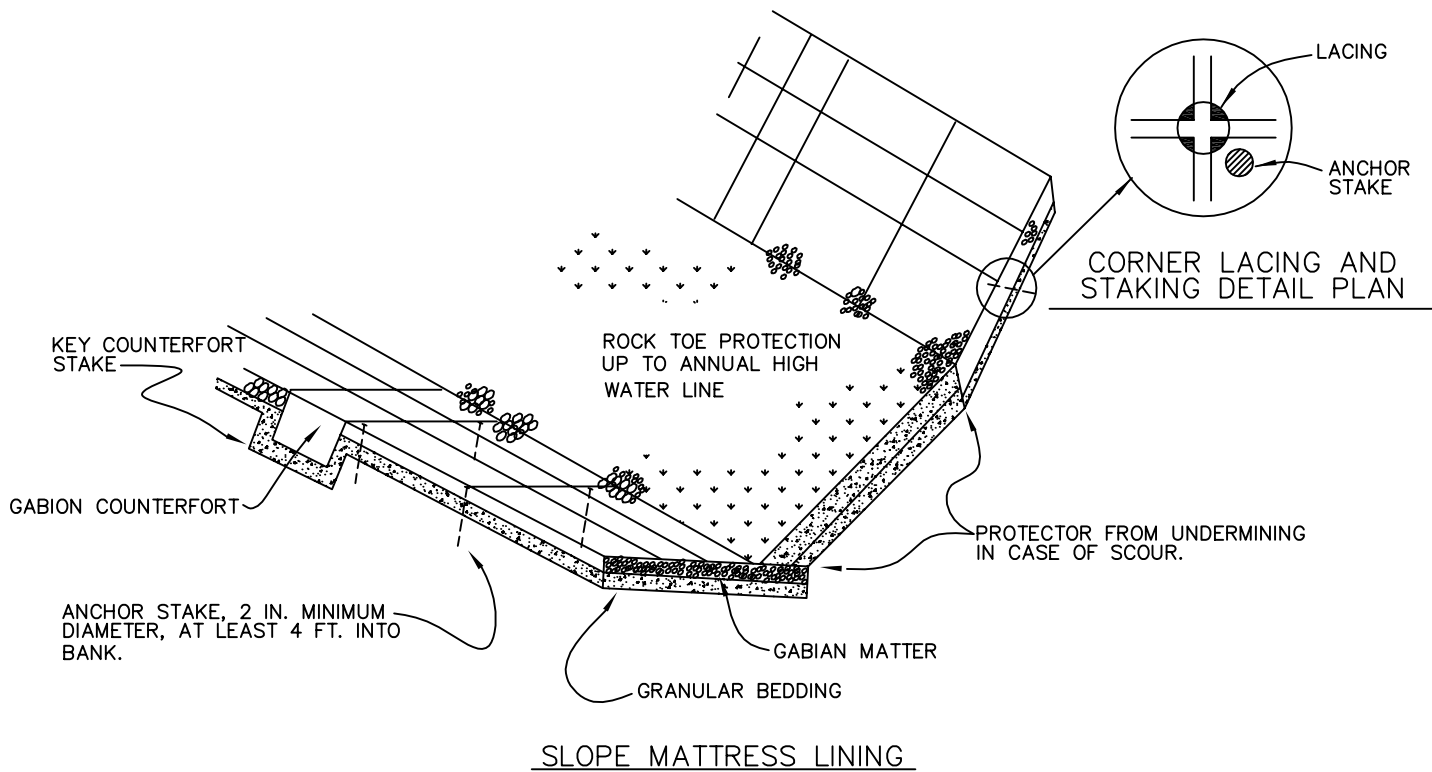 LACING
ANCHOR
STAKE
CORNER LACING AND
STAKING DETAIL PLAN
KEY COUNTERFORT
STAKE
ROCK TOE PROTECTION
UP TO ANNUAL HIGH
WATER LINE
GABION COUNTERFORT
PROTECTOR FROM UNDERMINING
IN CASE OF SCOUR.
ANCHOR STAKE, 2 IN. MINIMUM
DIAMETER, AT LEAST 4 FT. INTO
BANK.
GABIAN MATTER
GRANULAR BEDDING
SLOPE MATTRESS LINING